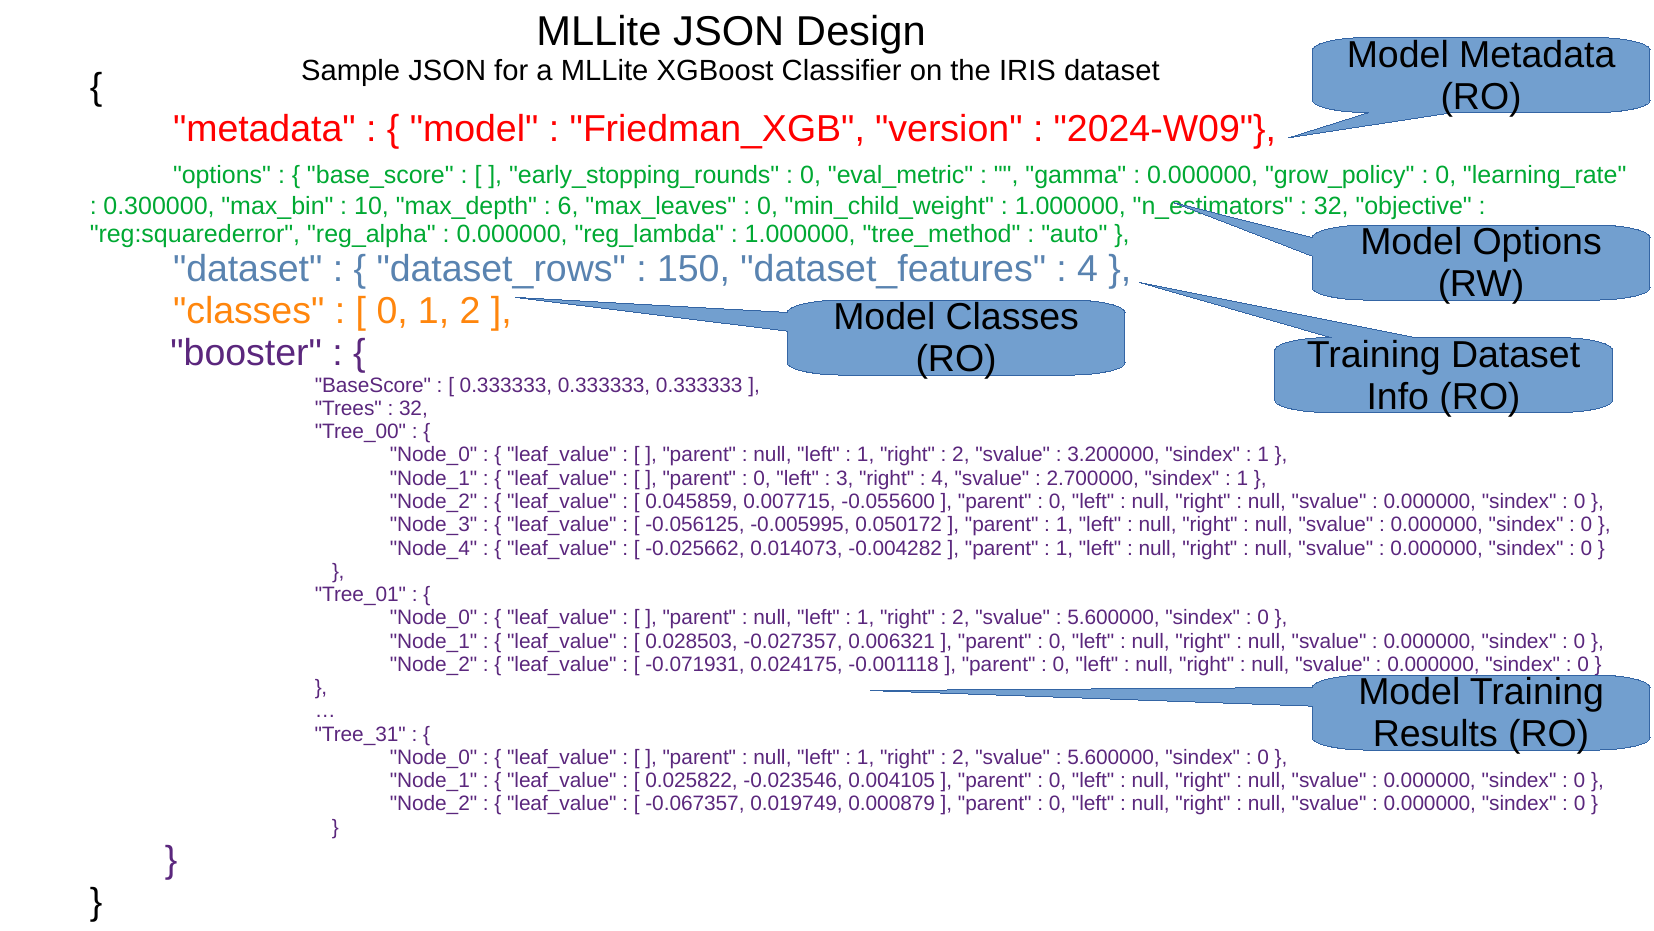 MLLite JSON Design
Sample JSON for a MLLite XGBoost Classifier on the IRIS dataset
{
"metadata" : { "model" : "Friedman_XGB", "version" : "2024-W09"},
"options" : { "base_score" : [ ], "early_stopping_rounds" : 0, "eval_metric" : "", "gamma" : 0.000000, "grow_policy" : 0, "learning_rate"
: 0.300000, "max_bin" : 10, "max_depth" : 6, "max_leaves" : 0, "min_child_weight" : 1.000000, "n_estimators" : 32, "objective" :
"reg:squarederror", "reg_alpha" : 0.000000, "reg_lambda" : 1.000000, "tree_method" : "auto" },
"dataset" : { "dataset_rows" : 150, "dataset_features" : 4 },
"classes" : [ 0, 1, 2 ],
"booster" : {
"BaseScore" : [ 0.333333, 0.333333, 0.333333 ],
"Trees" : 32,
"Tree_00" : {
"Node_0" : { "leaf_value" : [ ], "parent" : null, "left" : 1, "right" : 2, "svalue" : 3.200000, "sindex" : 1 },
"Node_1" : { "leaf_value" : [ ], "parent" : 0, "left" : 3, "right" : 4, "svalue" : 2.700000, "sindex" : 1 },
"Node_2" : { "leaf_value" : [ 0.045859, 0.007715, -0.055600 ], "parent" : 0, "left" : null, "right" : null, "svalue" : 0.000000, "sindex" : 0 },
"Node_3" : { "leaf_value" : [ -0.056125, -0.005995, 0.050172 ], "parent" : 1, "left" : null, "right" : null, "svalue" : 0.000000, "sindex" : 0 },
"Node_4" : { "leaf_value" : [ -0.025662, 0.014073, -0.004282 ], "parent" : 1, "left" : null, "right" : null, "svalue" : 0.000000, "sindex" : 0 }
},
"Tree_01" : {
"Node_0" : { "leaf_value" : [ ], "parent" : null, "left" : 1, "right" : 2, "svalue" : 5.600000, "sindex" : 0 },
"Node_1" : { "leaf_value" : [ 0.028503, -0.027357, 0.006321 ], "parent" : 0, "left" : null, "right" : null, "svalue" : 0.000000, "sindex" : 0 },
"Node_2" : { "leaf_value" : [ -0.071931, 0.024175, -0.001118 ], "parent" : 0, "left" : null, "right" : null, "svalue" : 0.000000, "sindex" : 0 }
},
…
"Tree_31" : {
"Node_0" : { "leaf_value" : [ ], "parent" : null, "left" : 1, "right" : 2, "svalue" : 5.600000, "sindex" : 0 },
"Node_1" : { "leaf_value" : [ 0.025822, -0.023546, 0.004105 ], "parent" : 0, "left" : null, "right" : null, "svalue" : 0.000000, "sindex" : 0 },
"Node_2" : { "leaf_value" : [ -0.067357, 0.019749, 0.000879 ], "parent" : 0, "left" : null, "right" : null, "svalue" : 0.000000, "sindex" : 0 }
}
}
}
Model Metadata
(RO)
Model Options
(RW)
Model Classes
(RO)
Training Dataset
Info (RO)
Model Training
Results (RO)